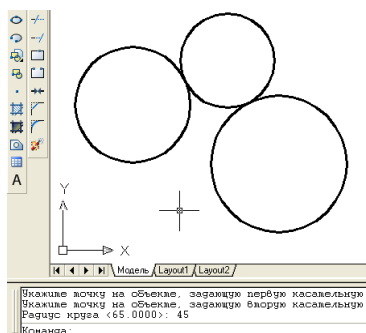 A
Y
X
Модель Layout1 Layout2
Укажите точку на объекте, задающую первую касательную
Укажите точку на объекте, задающую вторую касательную
Радиус круга <65.0000>: 45
Команда: